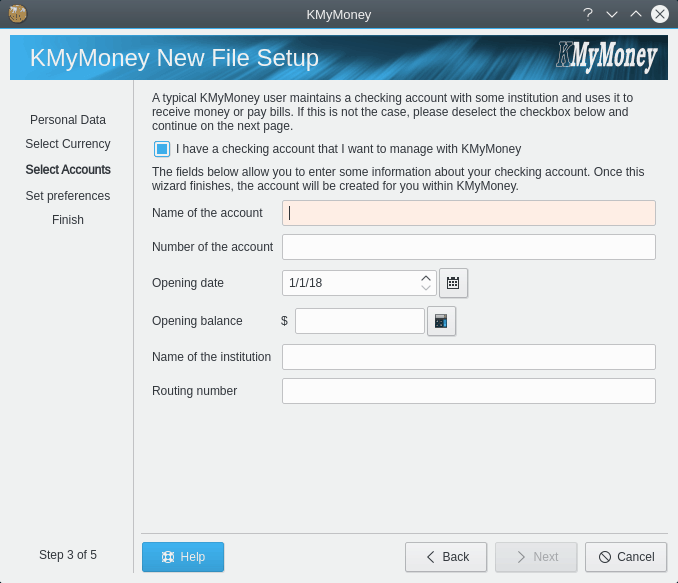 KMyMoney
KMyMoney New File Setup
KMyMoney
Personal Data
Select Currency
Select Accounts
Set preferences
Finish
A typical KMyMoney user maintains a checking account with some institution and uses it to
receive money or pay bills. If this is not the case, please deselect the checkbox below and
continue on the next page.
I have a checking account that I want to manage with KMyMoney
The fields below allow you to enter some information about your checking account. Once this
wizard finishes, the account will be created for you within KMyMoney.
Name of the account
Number of the account
Opening date 1/1/18
Opening balance $
Name of the institution
Routing number
Step 3 of 5
Help Back Next Cancel